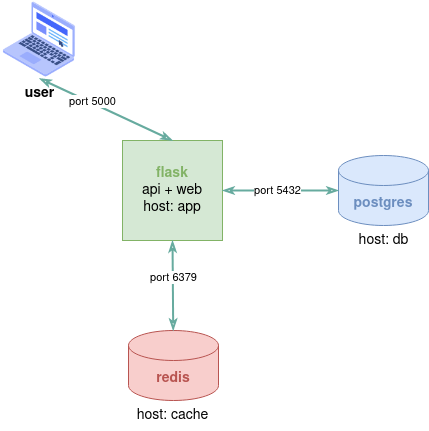 user
port 5000
flask
api + web
host: app
port 5432
postgres
host: db
port 6379
redis
host: cache